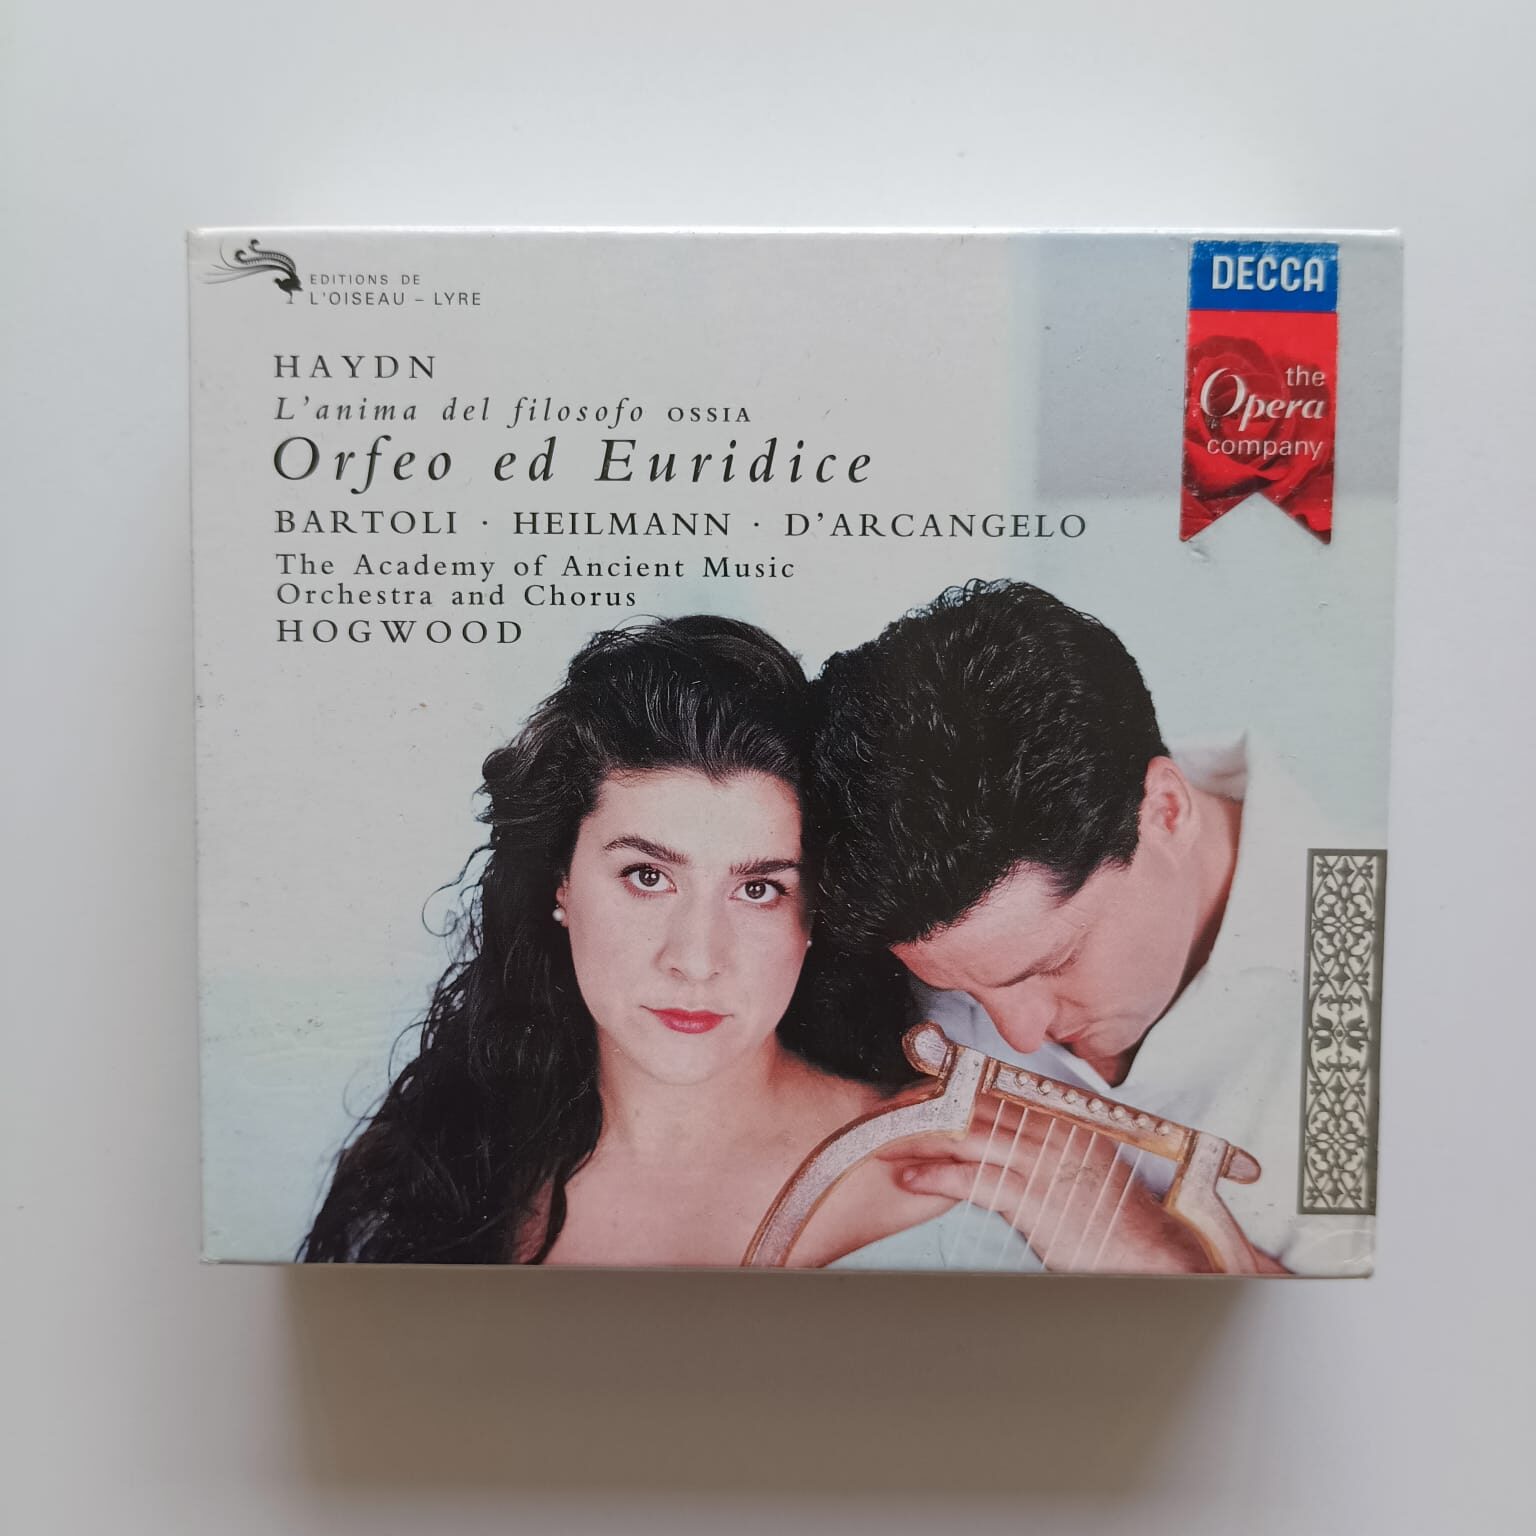 EDITIONS DE
L'OISEAU – LYRE
HAYDN
L'anima del filosofo OSSIA
Orfeo ed Euridice
BARTOLI · HEILMANN · D'ARCANGELO
The Academy of Ancient Music
Orchestra and Chorus
HOGWOOD
DECCA
the
Opera
company